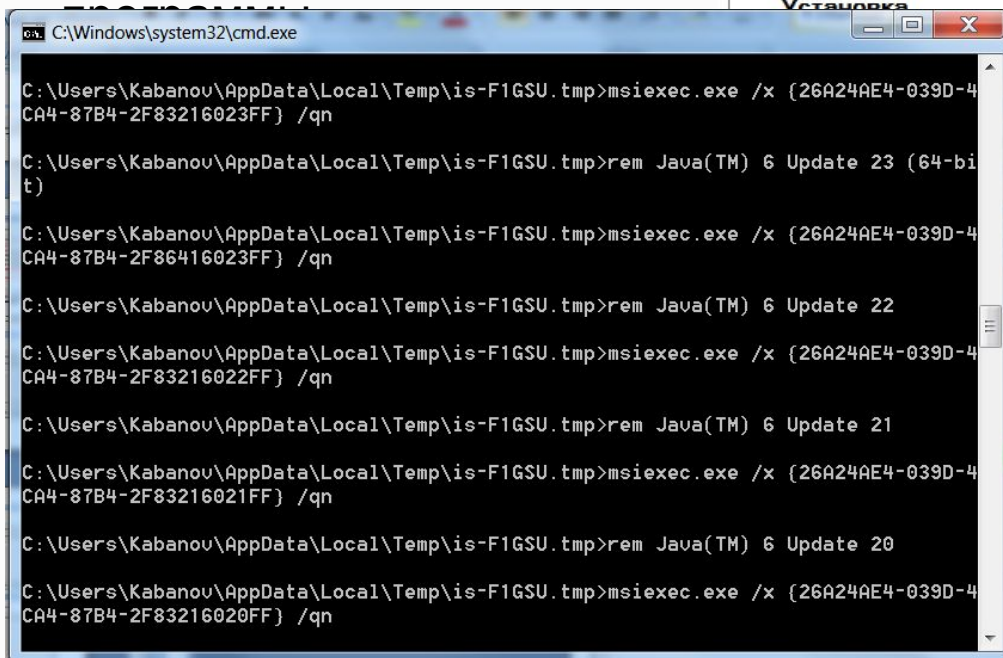 программы
Установка
C:\Windows\system32\cmd.exe
C:\Users\Kabanov\AppData\Local\Temp\is-F1GSU.tmp>msiexec.exe /x {26A24AE4-039D-4
CA4-87B4-2F83216023FF} /qn
C:\Users\Kabanov\AppData\Local\Temp\is-F1GSU.tmp>rem Java(TM) 6 Update 23 (64-bi
t)
C:\Users\Kabanov\AppData\Local\Temp\is-F1GSU.tmp>msiexec.exe /x {26A24AE4-039D-4
CA4-87B4-2F86416023FF} /qn
C:\Users\Kabanov\AppData\Local\Temp\is-F1GSU.tmp>rem Java(TM) 6 Update 22
C:\Users\Kabanov\AppData\Local\Temp\is-F1GSU.tmp>msiexec.exe /x {26A24AE4-039D-4
CA4-87B4-2F83216022FF} /qn
C:\Users\Kabanov\AppData\Local\Temp\is-F1GSU.tmp>rem Java(TM) 6 Update 21
C:\Users\Kabanov\AppData\Local\Temp\is-F1GSU.tmp>msiexec.exe /x {26A24AE4-039D-4
CA4-87B4-2F83216021FF} /qn
C:\Users\Kabanov\AppData\Local\Temp\is-F1GSU.tmp>rem Java(TM) 6 Update 20
C:\Users\Kabanov\AppData\Local\Temp\is-F1GSU.tmp>msiexec.exe /x {26A24AE4-039D-4
CA4-87B4-2F83216020FF} /qn